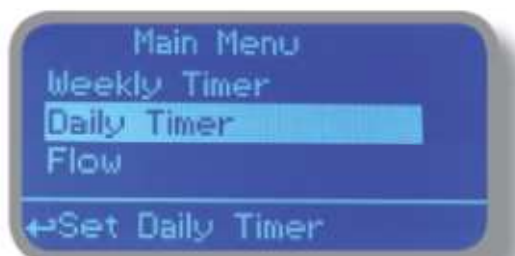 Main Menu
Weekly Timer
Daily Timer
Flow
↵Set Daily Timer